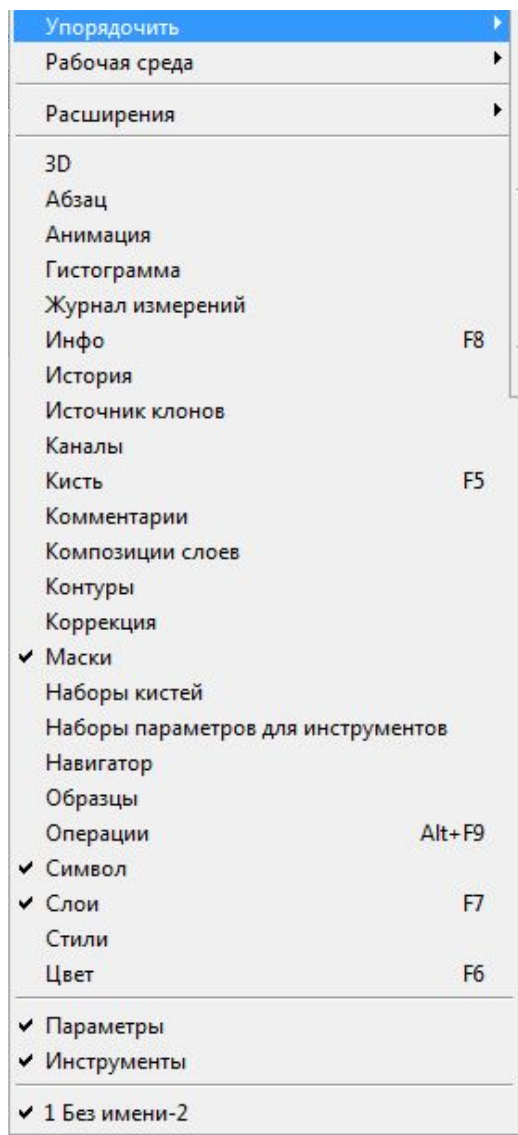 Упорядочить
Рабочая среда
Расширения
3D
Абзац
Анимация
Гистограмма
Журнал измерений
Инфо F8
История
Источник клонов
Каналы
Кисть F5
Комментарии
Композиции слоев
Контуры
Коррекция
Маски
Наборы кистей
Наборы параметров для инструментов
Навигатор
Образцы
Операции Alt+F9
Символ
Слои F7
Стили
Цвет F6
Параметры
Инструменты
1 Без имени-2